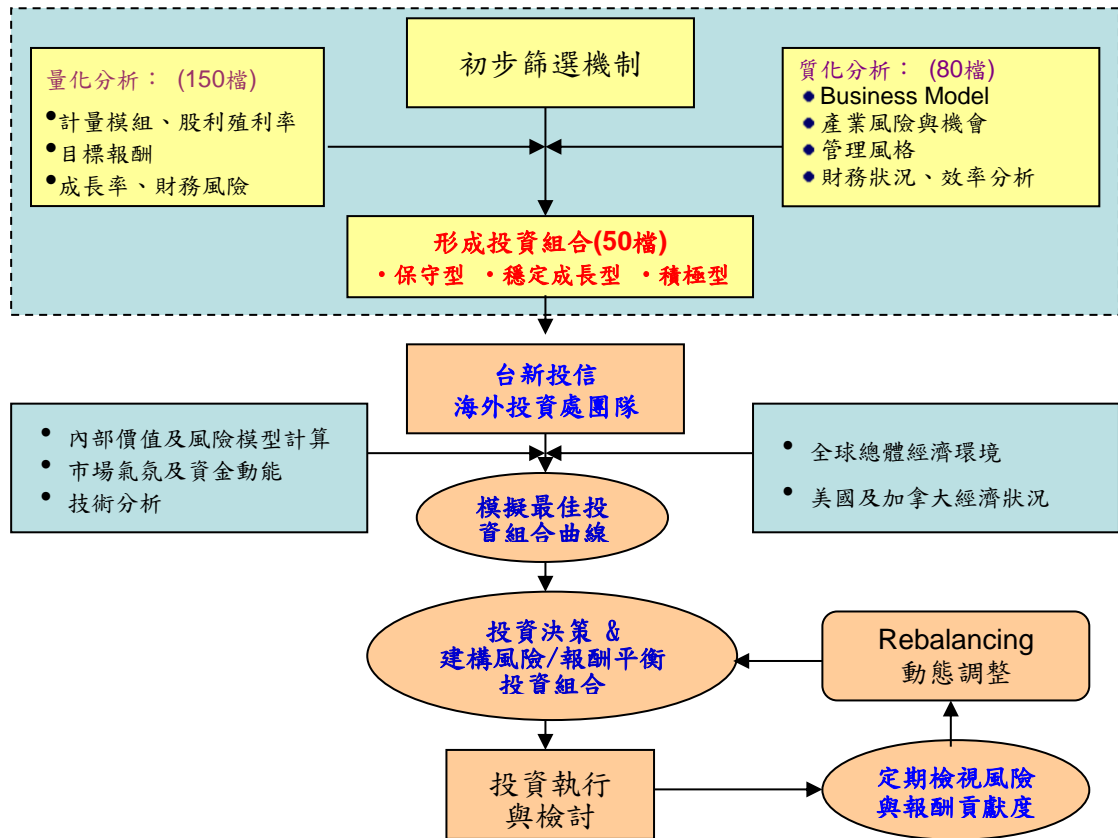 初步篩選機制
量化分析： (150檔)
•計量模組、股利殖利率
•目標報酬
•成長率、財務風險
質化分析： (80檔)
•Business Model
•產業風險與機會
•管理風格
•財務狀況、效率分析
形成投資組合(50檔)
・保守型 ・穩定成長型 ・積極型
台新投信
海外投資處團隊
• 內部價值及風險模型計算
• 市場氣氛及資金動能
• 技術分析
• 全球總體經濟環境
• 美國及加拿大經濟狀況
模擬最佳投
資組合曲線
投資決策 &
建構風險/報酬平衡
投資組合
Rebalancing
動態調整
投資執行
與檢討
定期檢視風險
與報酬貢獻度